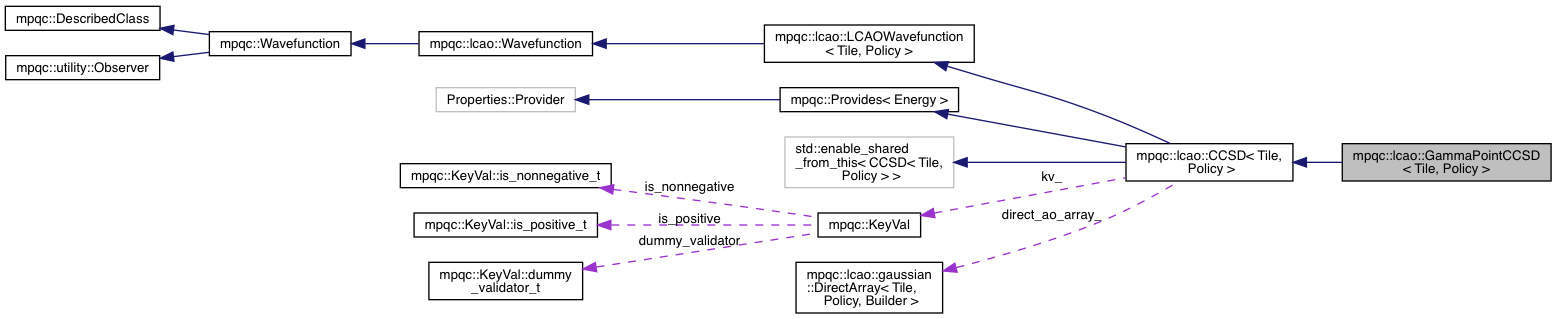 mpqc::DescribedClass
mpqc::utility::Observer
mpqc::Wavefunction
mpqc::lcao::Wavefunction
mpqc::lcao::LCAOWavefunction
< Tile, Policy >
Properties::Provider
mpqc::Provides< Energy >
std::enable_shared
_from_this< CCSD< Tile,
Policy > >
mpqc::lcao::CCSD< Tile,
Policy >
mpqc::lcao::GammaPointCCSD
< Tile, Policy >
mpqc::KeyVal::is_nonnegative_t
is_nonnegative
mpqc::KeyVal::is_positive_t
is_positive
mpqc::KeyVal
kv_
mpqc::KeyVal::dummy
_validator_t
dummy_validator
direct_ao_array_
mpqc::lcao::gaussian
::DirectArray< Tile,
Policy, Builder >